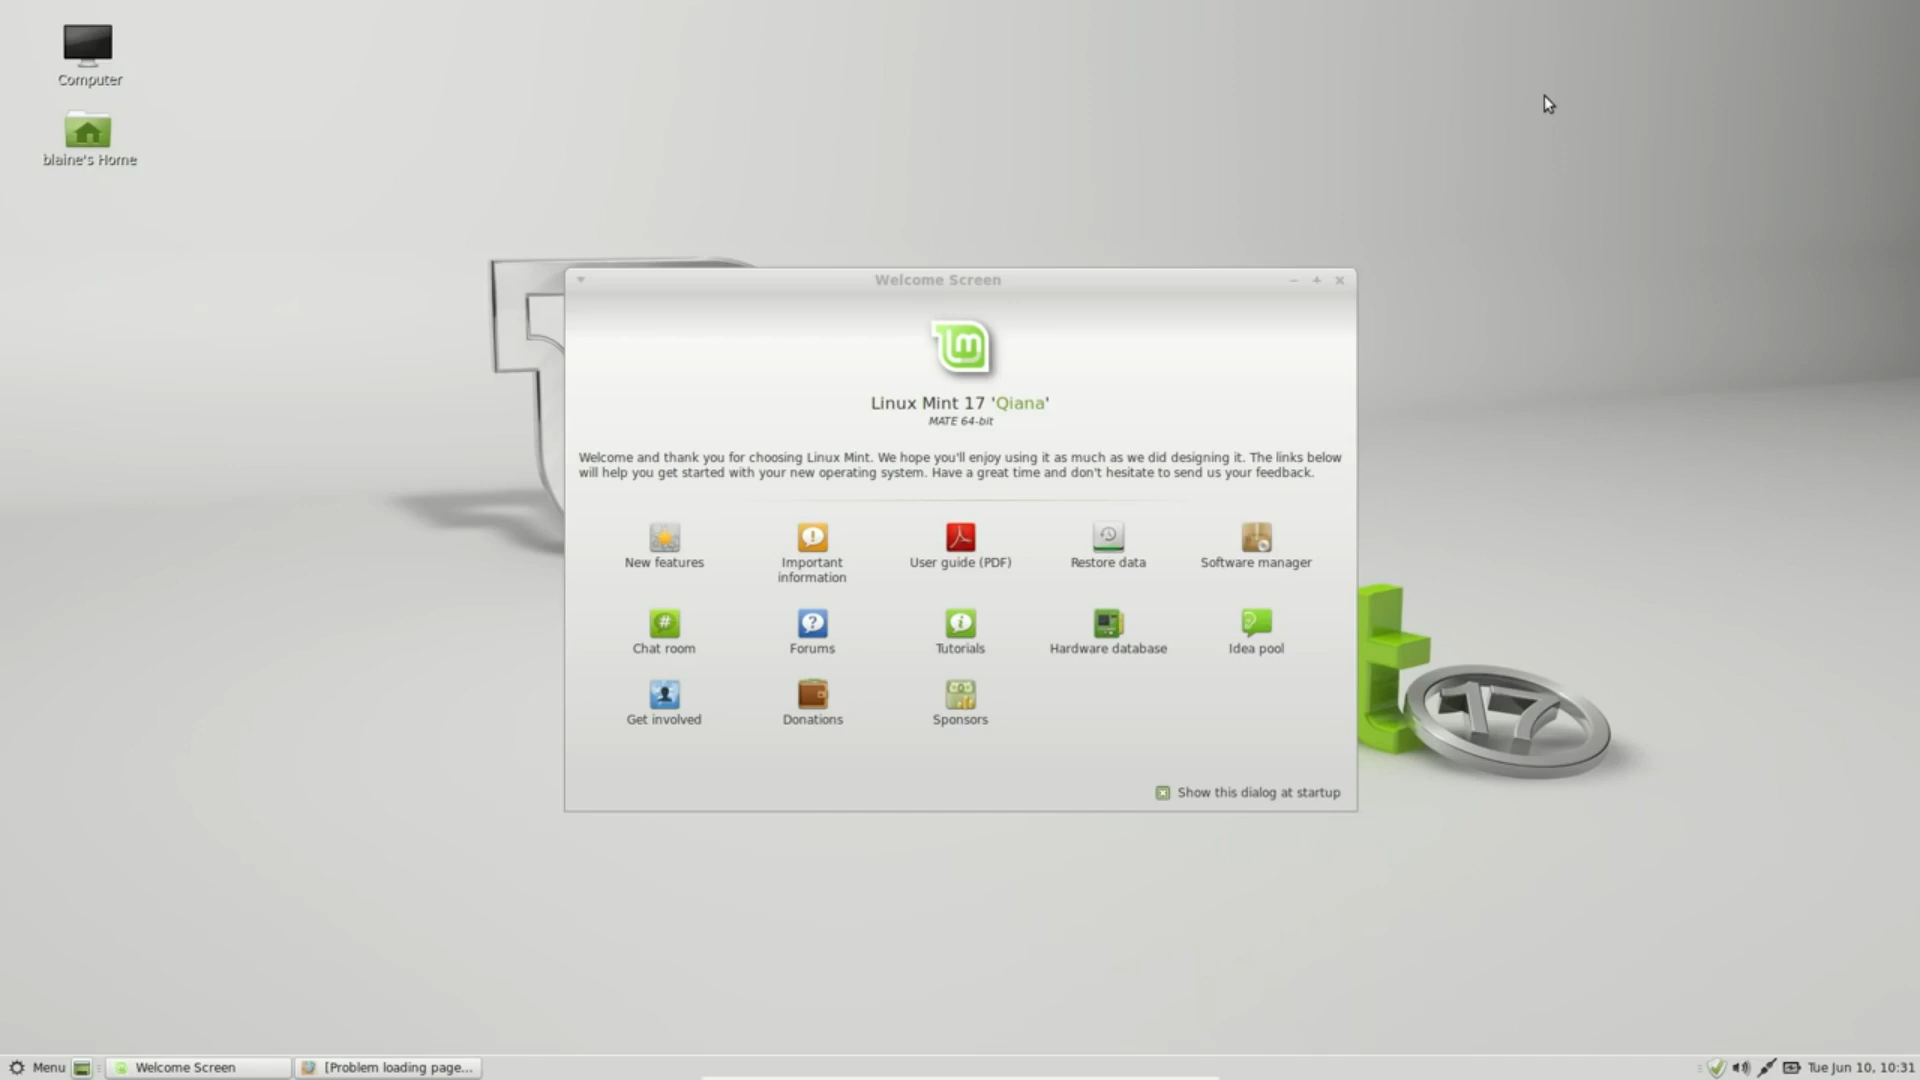 Computer
blaine's Home
Welcome Screen
lm
Linux Mint 17 'Qiana'
MATE 64-bit
Welcome and thank you for choosing Linux Mint. We hope you'll enjoy using it as much as we did designing it. The links below
will help you get started with your new operating system. Have a great time and don't hesitate to send us your feedback.
New features
Important
information
User guide (PDF)
Restore data
Software manager
Chat room
Forums
Tutorials
Hardware database
Idea pool
Get involved
Donations
Sponsors
t
17
Show this dialog at startup
Menu
Welcome Screen
[Problem loading page...
Tue Jun 10, 10:31